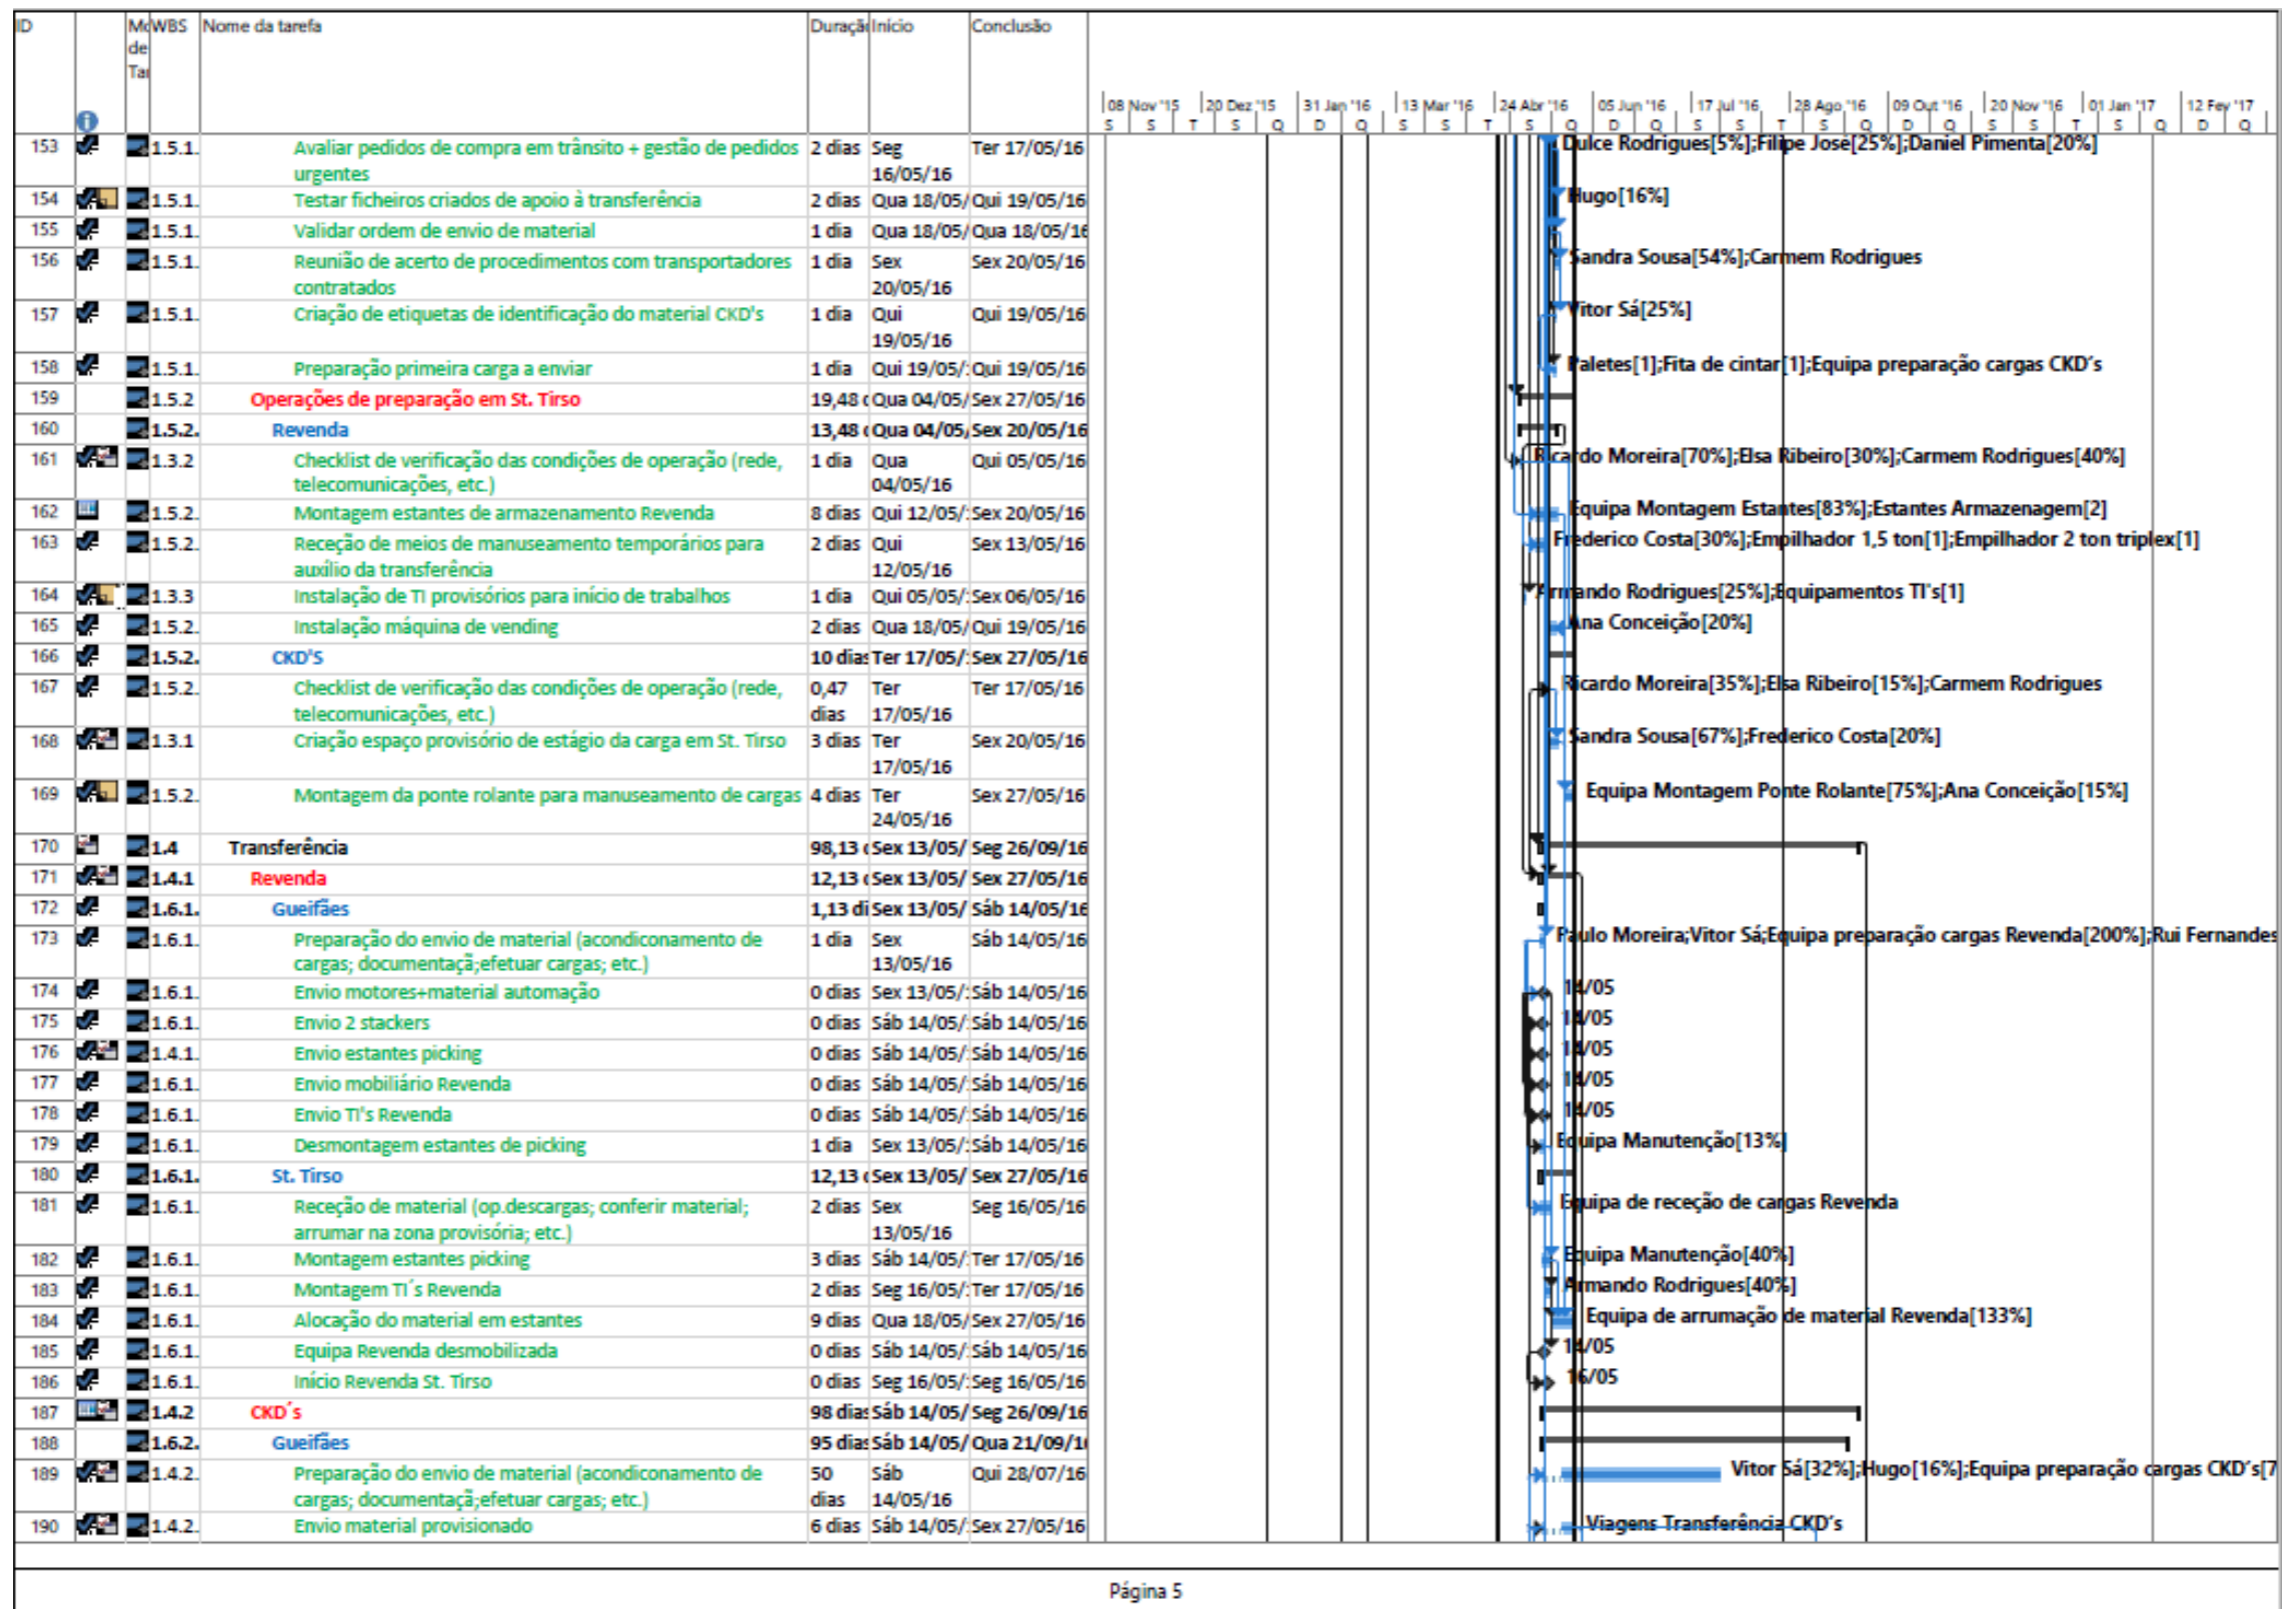 ID Mo WBS Nome da tarefa Duração Início Conclusão
de
Tar
08 Nov '15 20 Dez '15 31 Jan '16 13 Mar '16 24 Abr '16 05 Jun '16 17 Jul '16 28 Ago '16 09 Out '16 20 Nov '16 01 Jan '17 12 Fev '17
S S T S Q D Q S S T S Q D Q S S T S Q D Q S S T S Q D Q
153 1.5.1. Avaliar pedidos de compra em trânsito + gestão de pedidos 2 dias Seg Ter 17/05/16 Dulce Rodrigues[5%];Filipe José[25%];Daniel Pimenta[20%]
urgentes 16/05/16
154 1.5.1. Testar ficheiros criados de apoio à transferência 2 dias Qua 18/05/ Qui 19/05/16 Hugo[16%]
155 1.5.1. Validar ordem de envio de material 1 dia Qua 18/05/ Qua 18/05/16
156 1.5.1. Reunião de acerto de procedimentos com transportadores 1 dia Sex Sex 20/05/16 Sandra Sousa[54%];Carmem Rodrigues
contratados 20/05/16
157 1.5.1. Criação de etiquetas de identificação do material CKD's 1 dia Qui Qui 19/05/16 Vitor Sá[25%]
19/05/16
158 1.5.1. Preparação primeira carga a enviar 1 dia Qui 19/05/: Qui 19/05/16 Paletes[1];Fita de cintar[1];Equipa preparação cargas CKD's
159 1.5.2 Operações de preparação em St. Tirso 19,48 d Qua 04/05/ Sex 27/05/16
160 1.5.2. Revenda 13,48 d Qua 04/05/ Sex 20/05/16
161 1.3.2 Checklist de verificação das condições de operação (rede, 1 dia Qua Qui 05/05/16 Ricardo Moreira[70%];Elsa Ribeiro[30%];Carmem Rodrigues[40%]
telecomunicações, etc.) 04/05/16
162 1.5.2. Montagem estantes de armazenamento Revenda 8 dias Qui 12/05/: Sex 20/05/16 Equipa Montagem Estantes[83%];Estantes Armazenagem[2]
163 1.5.2. Receção de meios de manuseamento temporários para 2 dias Qui Sex 13/05/16 Frederico Costa[30%];Empilhador 1,5 ton[1];Empilhador 2 ton triplex[1]
auxílio da transferência 12/05/16
164 1.3.3 Instalação de TI provisórios para início de trabalhos 1 dia Qui 05/05/: Sex 06/05/16 Armando Rodrigues[25%];Equipamentos TI's[1]
165 1.5.2. Instalação máquina de vending 2 dias Qua 18/05/ Qui 19/05/16 Ana Conceição[20%]
166 1.5.2. CKD'S 10 dias Ter 17/05/: Sex 27/05/16
167 1.5.2. Checklist de verificação das condições de operação (rede, 0,47 Ter Ter 17/05/16 Ricardo Moreira[35%];Elsa Ribeiro[15%];Carmem Rodrigues
telecomunicações, etc.) dias 17/05/16
168 1.3.1 Criação espaço provisório de estágio da carga em St. Tirso 3 dias Ter Sex 20/05/16 Sandra Sousa[67%];Frederico Costa[20%]
17/05/16
169 1.5.2. Montagem da ponte rolante para manuseamento de cargas 4 dias Ter Sex 27/05/16 Equipa Montagem Ponte Rolante[75%];Ana Conceição[15%]
24/05/16
170 1.4 Transferência 98,13 d Sex 13/05/ Seg 26/09/16
171 1.4.1 Revenda 12,13 d Sex 13/05/ Sex 27/05/16
172 1.6.1. Gueifães 1,13 di Sex 13/05/ Sáb 14/05/16
173 1.6.1. Preparação do envio de material (acondiconamento de 1 dia Sex Sáb 14/05/16 Paulo Moreira;Vitor Sá;Equipa preparação cargas Revenda[200%];Rui Fernandes
cargas; documentaçã;efetuar cargas; etc.) 13/05/16
174 1.6.1. Envio motores+material automação 0 dias Sex 13/05/: Sáb 14/05/16 14/05
175 1.6.1. Envio 2 stackers 0 dias Sáb 14/05/: Sáb 14/05/16 14/05
176 1.4.1. Envio estantes picking 0 dias Sáb 14/05/: Sáb 14/05/16 14/05
177 1.6.1. Envio mobiliário Revenda 0 dias Sáb 14/05/: Sáb 14/05/16 14/05
178 1.6.1. Envio TI's Revenda 0 dias Sáb 14/05/: Sáb 14/05/16 14/05
179 1.6.1. Desmontagem estantes de picking 1 dia Sex 13/05/: Sáb 14/05/16 Equipa Manutenção[13%]
180 1.6.1. St. Tirso 12,13 d Sex 13/05/ Sex 27/05/16
181 1.6.1. Receção de material (op.descargas; conferir material; 2 dias Sex Seg 16/05/16 Equipa de receção de cargas Revenda
arrumar na zona provisória; etc.) 13/05/16
182 1.6.1. Montagem estantes picking 3 dias Sáb 14/05/: Ter 17/05/16 Equipa Manutenção[40%]
183 1.6.1. Montagem TI´s Revenda 2 dias Seg 16/05/: Ter 17/05/16 Armando Rodrigues[40%]
184 1.6.1. Alocação do material em estantes 9 dias Qua 18/05/ Sex 27/05/16 Equipa de arrumação de material Revenda[133%]
185 1.6.1. Equipa Revenda desmobilizada 0 dias Sáb 14/05/: Sáb 14/05/16 14/05
186 1.6.1. Início Revenda St. Tirso 0 dias Seg 16/05/: Seg 16/05/16 16/05
187 1.4.2 CKD´s 98 dias Sáb 14/05/ Seg 26/09/16
188 1.6.2. Gueifães 95 dias Sáb 14/05/ Qua 21/09/16
189 1.4.2. Preparação do envio de material (acondiconamento de 50 Sáb Qui 28/07/16 Vitor Sá[32%];Hugo[16%];Equipa preparação cargas CKD's[7
cargas; documentaçã;efetuar cargas; etc.) dias 14/05/16
190 1.4.2. Envio material provisionado 6 dias Sáb 14/05/: Sex 27/05/16 Viagens Transferência CKD's
Página 5